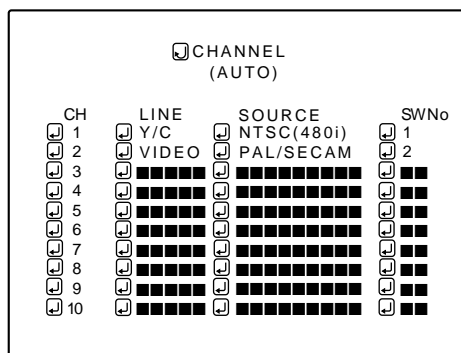 CHANNEL
(AUTO)
CH LINE SOURCE SWNo
1 Y/C NTSC(480i) 1
2 VIDEO PAL/SECAM 2
3
4
5
6
7
8
9
10